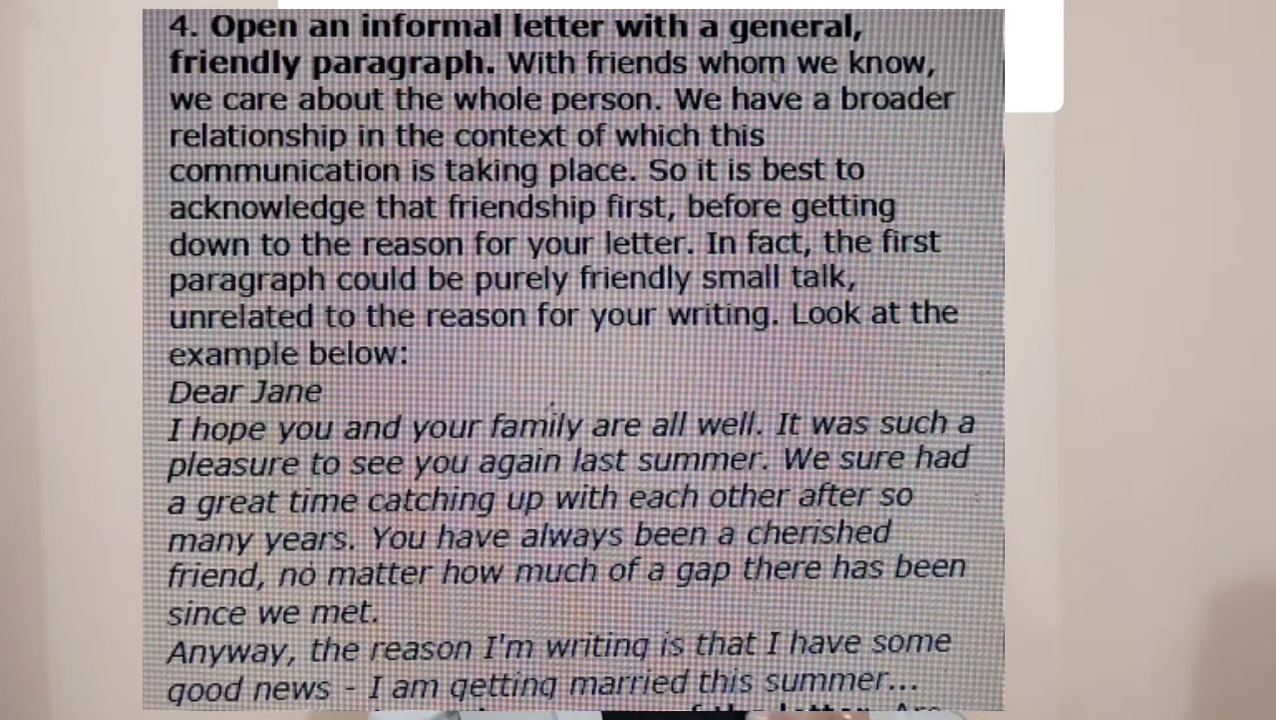 4. Open an informal letter with a general,
friendly paragraph. With friends whom we know,
we care about the whole person. We have a broader
relationship in the context of which this
communication is taking place. So it is best to
acknowledge that friendship first, before getting
down to the reason for your letter. In fact, the first
paragraph could be purely friendly small talk,
unrelated to the reason for your writing. Look at the
example below:
Dear Jane
I hope you and your family are all well. It was such a
pleasure to see you again last summer. We sure had
a great time catching up with each other after so
many years. You have always been a cherished
friend, no matter how much of a gap there has been
since we met.
Anyway, the reason I'm writing is that I have some
good news - I am getting married this summer...